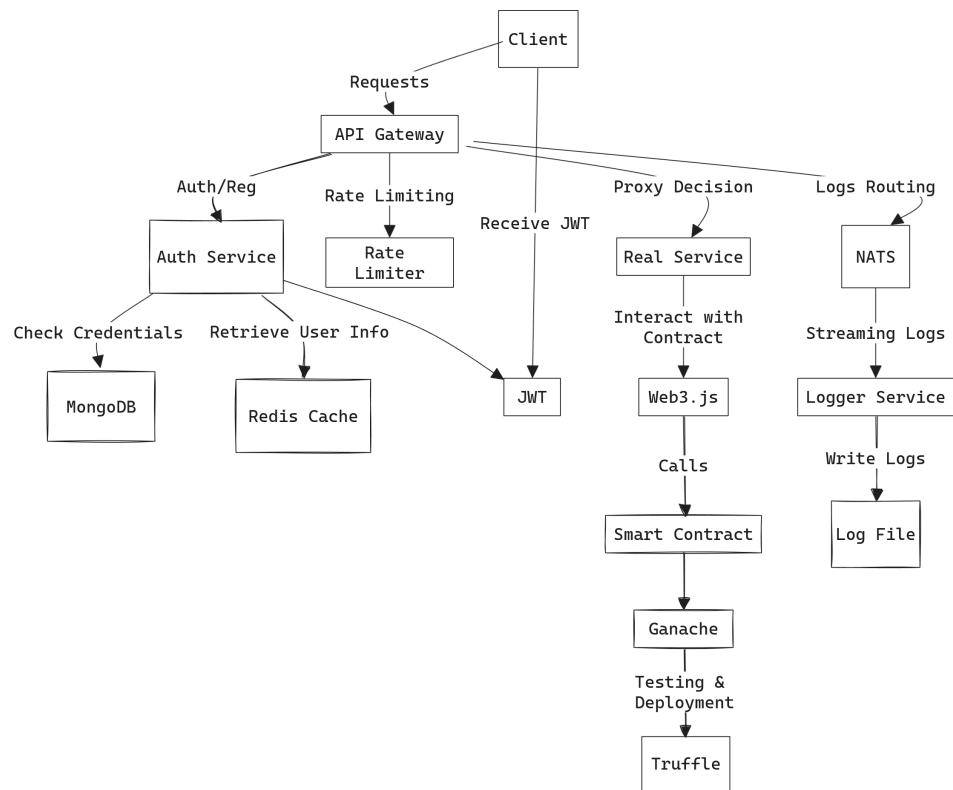 Client
Requests
API Gateway
Auth/Reg
Rate Limiting
Proxy Decision
Logs Routing
Receive JWT
Auth Service
Rate
Limiter
Real Service
NATS
Check Credentials
Retrieve User Info
Interact with
Contract
Streaming Logs
MongoDB
Redis Cache
JWT
Web3.js
Logger Service
Calls
Write Logs
Smart Contract
Log File
Ganache
Testing &
Deployment
Truffle